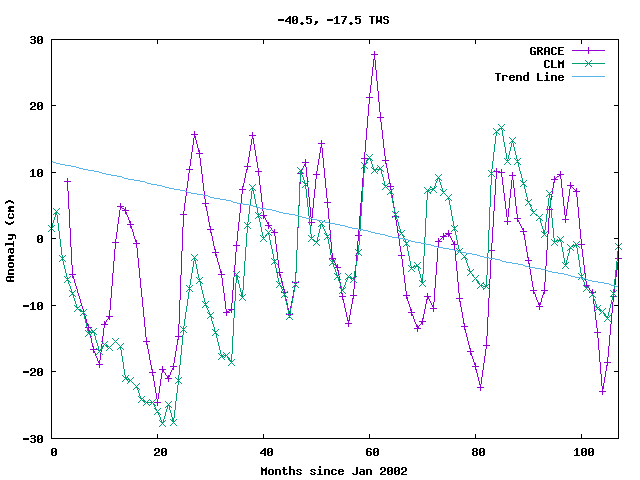 -40.5, -17.5 TWS
GRACE
CLM
Trend Line
30
20
10
0
-10
-20
-30
Anomaly (cm)
0 20 40 60 80 100
Months since Jan 2002